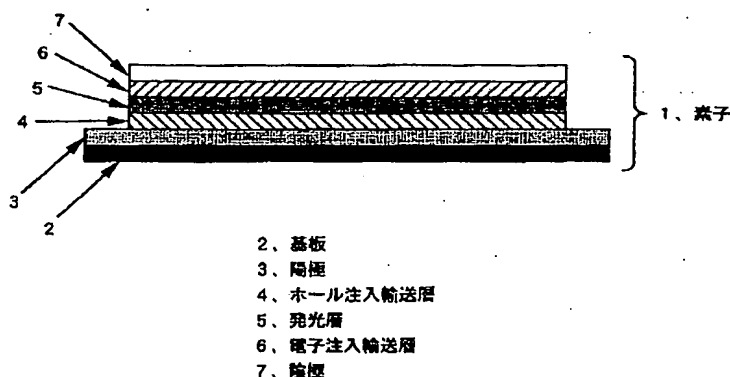 7
6
5
4
3
2
1、素子
2、基板
3、陽極
4、ホール注入輸送層
5、発光層
6、電子注入輸送層
7、陰極